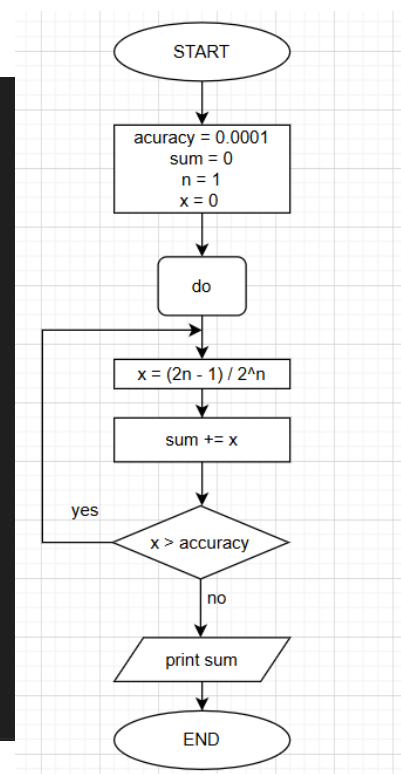 START
acuracy = 0.0001
sum = 0
n = 1
x = 0
do
x = (2n - 1) / 2^n
sum += x
yes
x > accuracy
no
print sum
END